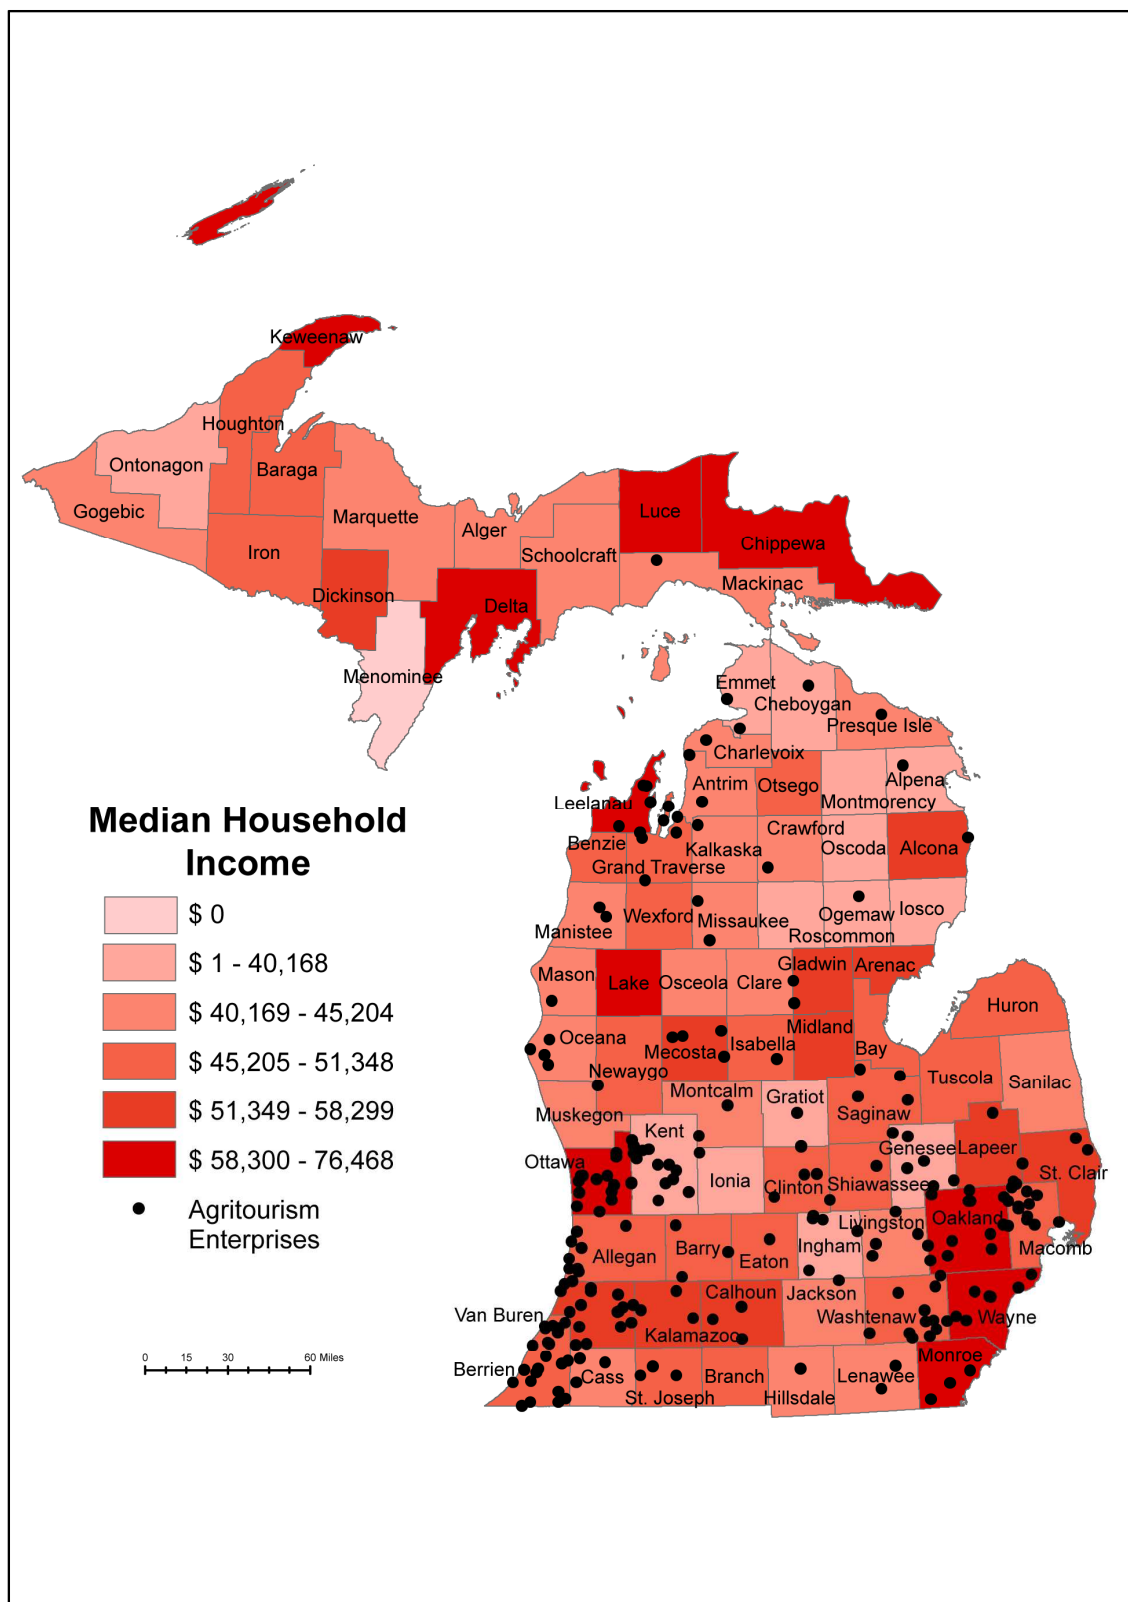 Keweenaw
Houghton
Ontonagon
Baraga
Gogebic
Marquette
Alger
Luce
Iron
Schoolcraft
Chippewa
Dickinson
Delta
Mackinac
Menominee
Emmet
Cheboygan
Presque Isle
Charlevoix
Antrim
Otsego
Alpena
Montmorency
Leelanau
Benzie
Grand Traverse
Kalkaska
Crawford
Oscoda
Alcona
Manistee
Wexford
Missaukee
Roscommon
Ogemaw
Iosco
Mason
Lake
Osceola
Clare
Gladwin
Arenac
Huron
Oceana
Newaygo
Mecosta
Isabella
Midland
Bay
Tuscola
Sanilac
Muskegon
Montcalm
Gratiot
Saginaw
Kent
Genesee
Lapeer
St. Clair
Ottawa
Ionia
Clinton
Shiawassee
Oakland
Macomb
Allegan
Barry
Eaton
Ingham
Livingston
Van Buren
Kalamazoo
Calhoun
Jackson
Washtenaw
Wayne
Berrien
Cass
St. Joseph
Branch
Hillsdale
Lenawee
Monroe
Median Household
Income
$ 0
$ 1 - 40,168
$ 40,169 - 45,204
$ 45,205 - 51,348
$ 51,349 - 58,299
$ 58,300 - 76,468
Agritourism
Enterprises
0 15 30 60 Miles